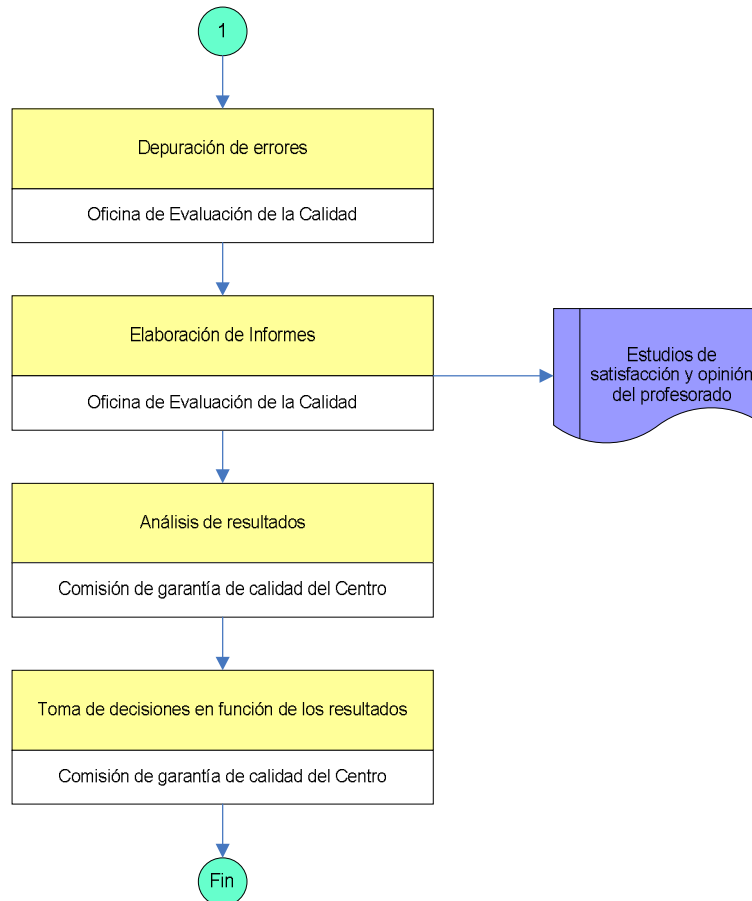 1
Depuración de errores
Oficina de Evaluación de la Calidad
Elaboración de Informes
Oficina de Evaluación de la Calidad
Estudios de
satisfacción y opinión
del profesorado
Análisis de resultados
Comisión de garantía de calidad del Centro
Toma de decisiones en función de los resultados
Comisión de garantía de calidad del Centro
Fin